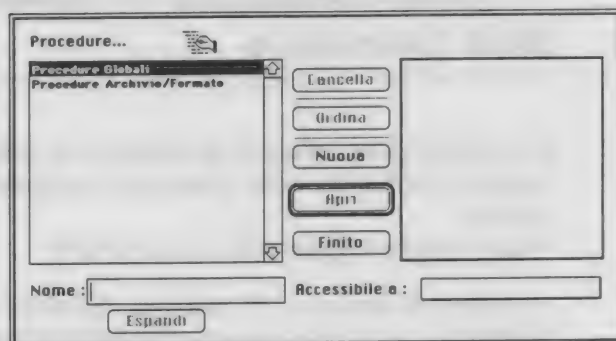 Procedure...
Procedure Globali
Procedure Archivio/Formato
Cancella
Ordina
Nuova
Apri
Finito
Nome :
Accessibile a :
Espandi